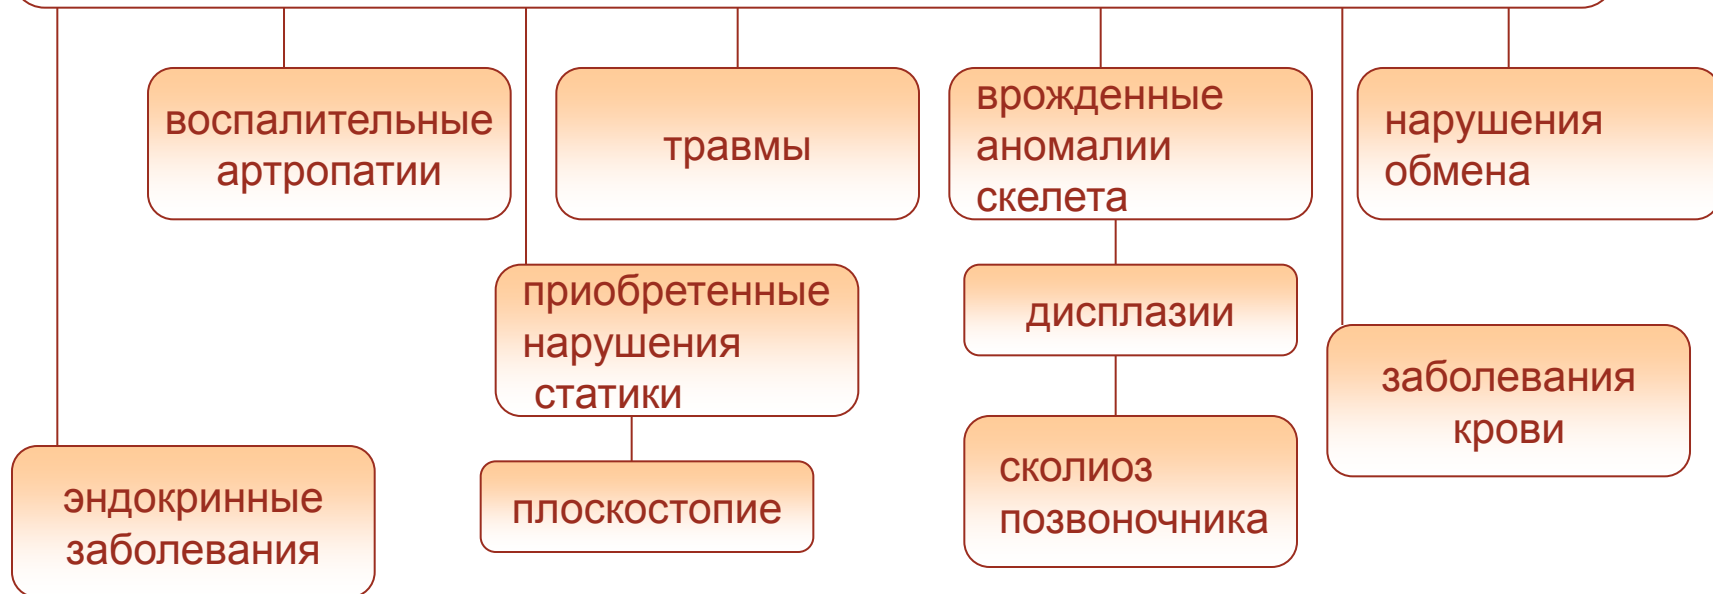 воспалительные
артропатии
травмы
врожденные
аномалии
скелета
нарушения
обмена
приобретенные
нарушения
статики
дисплазии
заболевания
крови
эндокринные
заболевания
плоскостопие
сколиоз
позвоночника